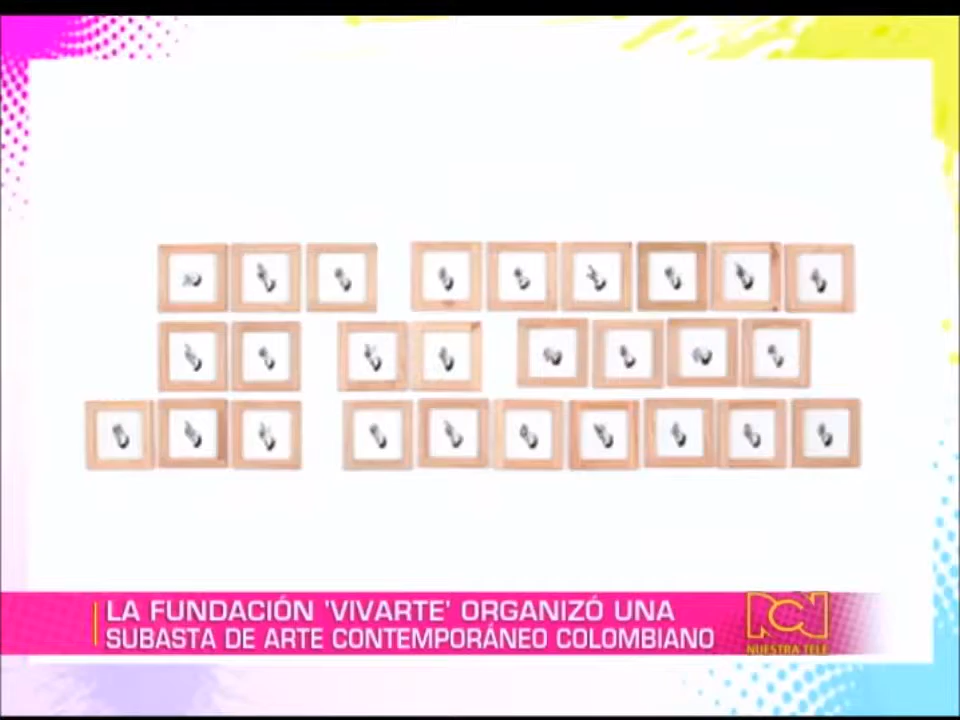 LA FUNDACIÓN 'VIVARTE' ORGANIZÓ UNA
SUBASTA DE ARTE CONTEMPORÁNEO COLOMBIANO
RCN
NUESTRA TELE